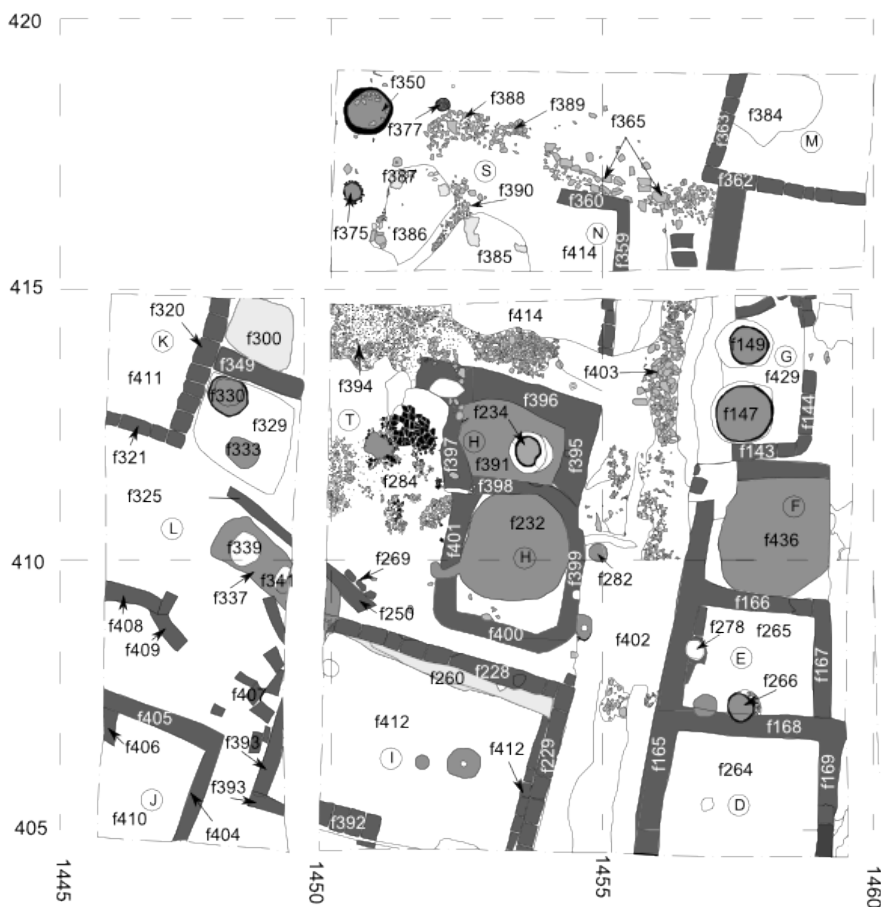 420
f350
f388
f389
f377
f365
f363
f384
M
S
f387
f390
f362
f375
f360
N
f386
f359
f385
f414
415
f320
K
f300
f414
f149
G
f403
f349
f411
f394
f429
f330
f396
f329
T
f234
f147
f144
f321
f333
H
f397
f395
f143
f391
f284
f325
f398
F
L
f232
f436
f339
f401
H
410
f269
f399
f282
f337
f341
f250
f166
f408
f278
f265
f400
f402
f409
E
f167
f228
f260
f407
f266
f405
f412
f168
f406
f393
f412
f229
f165
I
f264
f169
f393
J
D
f410
f392
405
f404
1445
1450
1455
1460